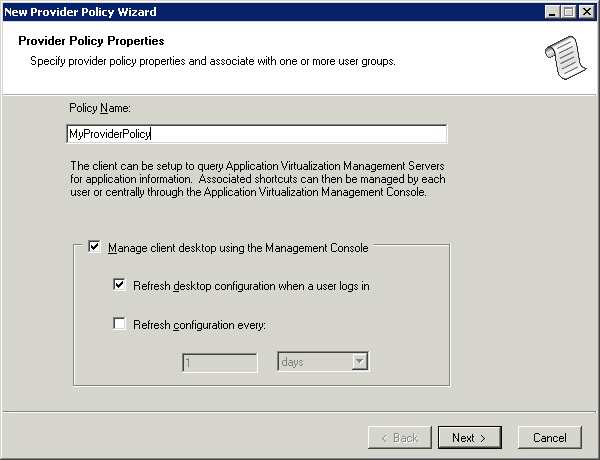 New Provider Policy Wizard
Provider Policy Properties
Specify provider policy properties and associate with one or more user groups.
Policy Name:
MyProviderPolicy
The client can be setup to query Application Virtualization Management Servers
for application information. Associated shortcuts can then be managed by each
user or centrally through the Application Virtualization Management Console.
Manage client desktop using the Management Console
Refresh desktop configuration when a user logs in
Refresh configuration every:
1 days
< Back Next > Cancel